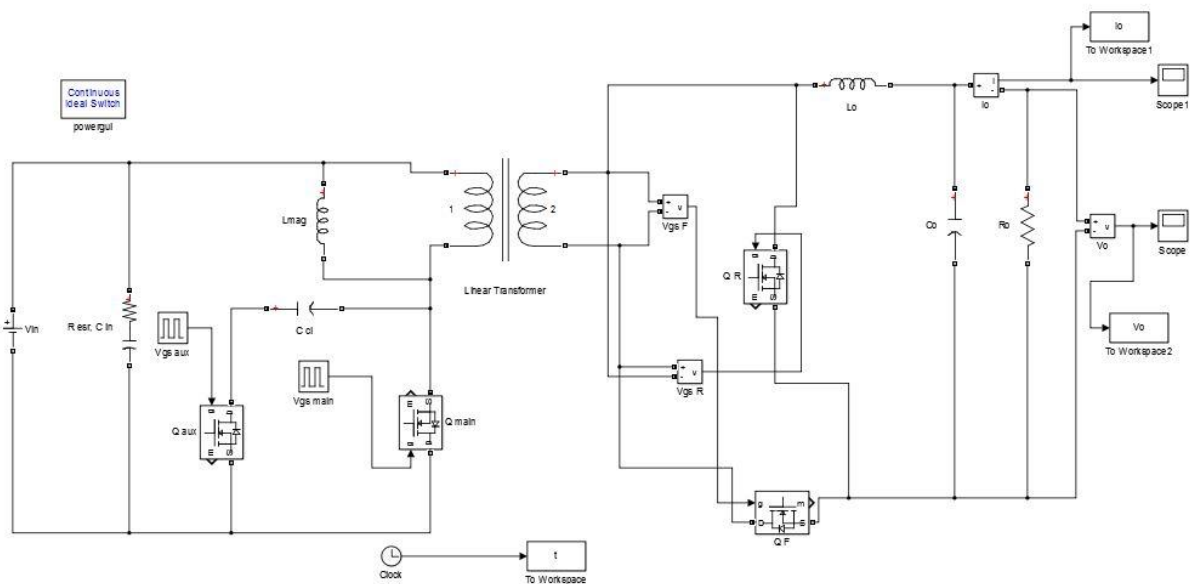 Continuous
Ideal Switch
powergui
Io
To Workspace1
Scope1
Lo
Io
Lmag
1
2
Vgs F
Co
Ro
Vo
Scope
Linear Transformer
Q R
Vin
R esr, C in
C cl
Vgs aux
Vgs main
Vgs R
Vo
To Workspace2
Q aux
Q main
Q F
Clock
t
To Workspace